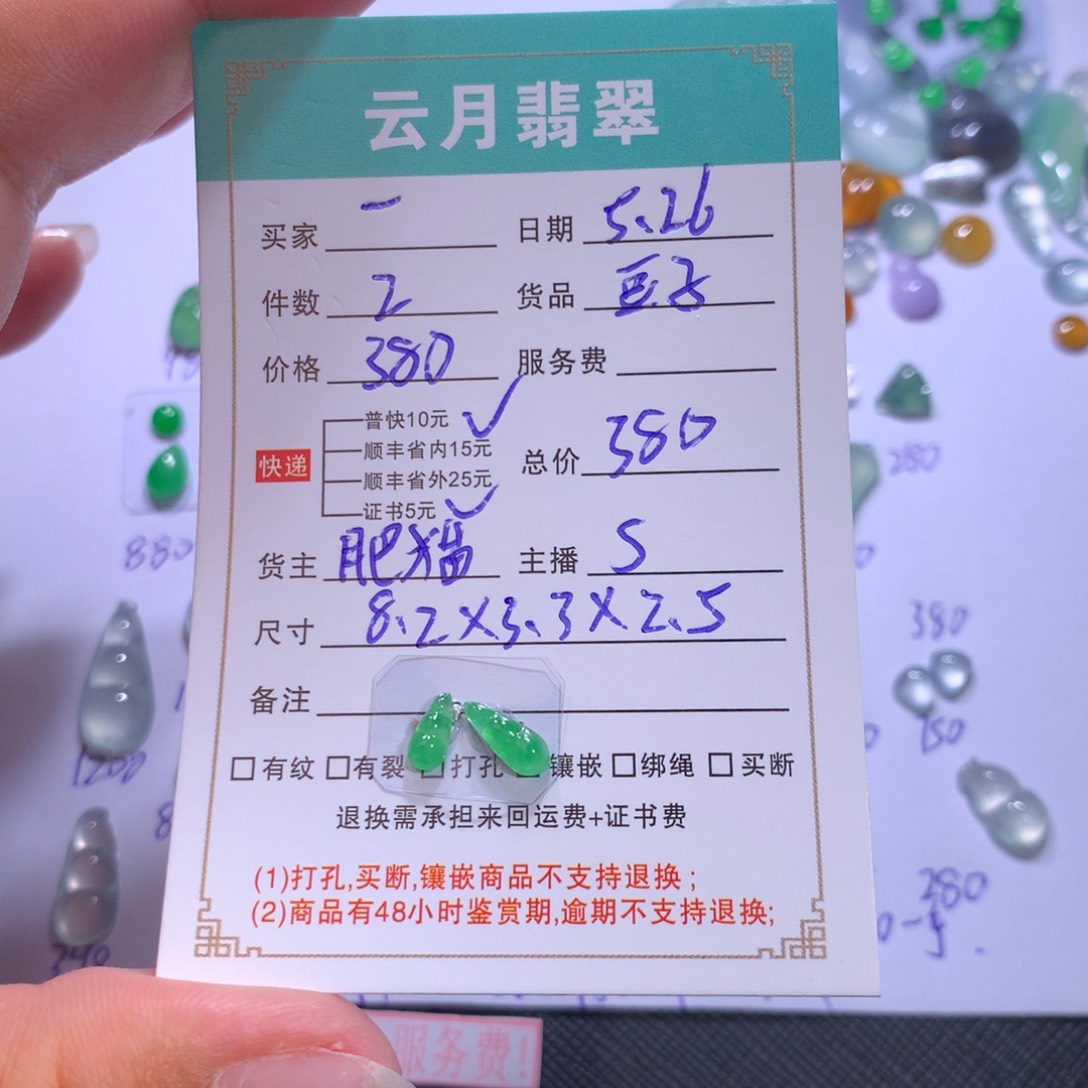 云月翡翠
买家 一 日期 5.26
件数 2 货品 豆子
价格 380 服务费
快递
普快10元 ✓
顺丰省内15元
顺丰省外25元
证书5元 ✓
总价 380
货主 肥猫 主播 S
尺寸 8.2×3.3×2.5
备注
□有纹 □有裂 □打孔 □镶嵌 □绑绳 □买断
退换需承担来回运费+证书费
(1)打孔,买断,镶嵌商品不支持退换;
(2)商品有48小时鉴赏期,逾期不支持退换;
880
1200
280
380
150
380
服务费!